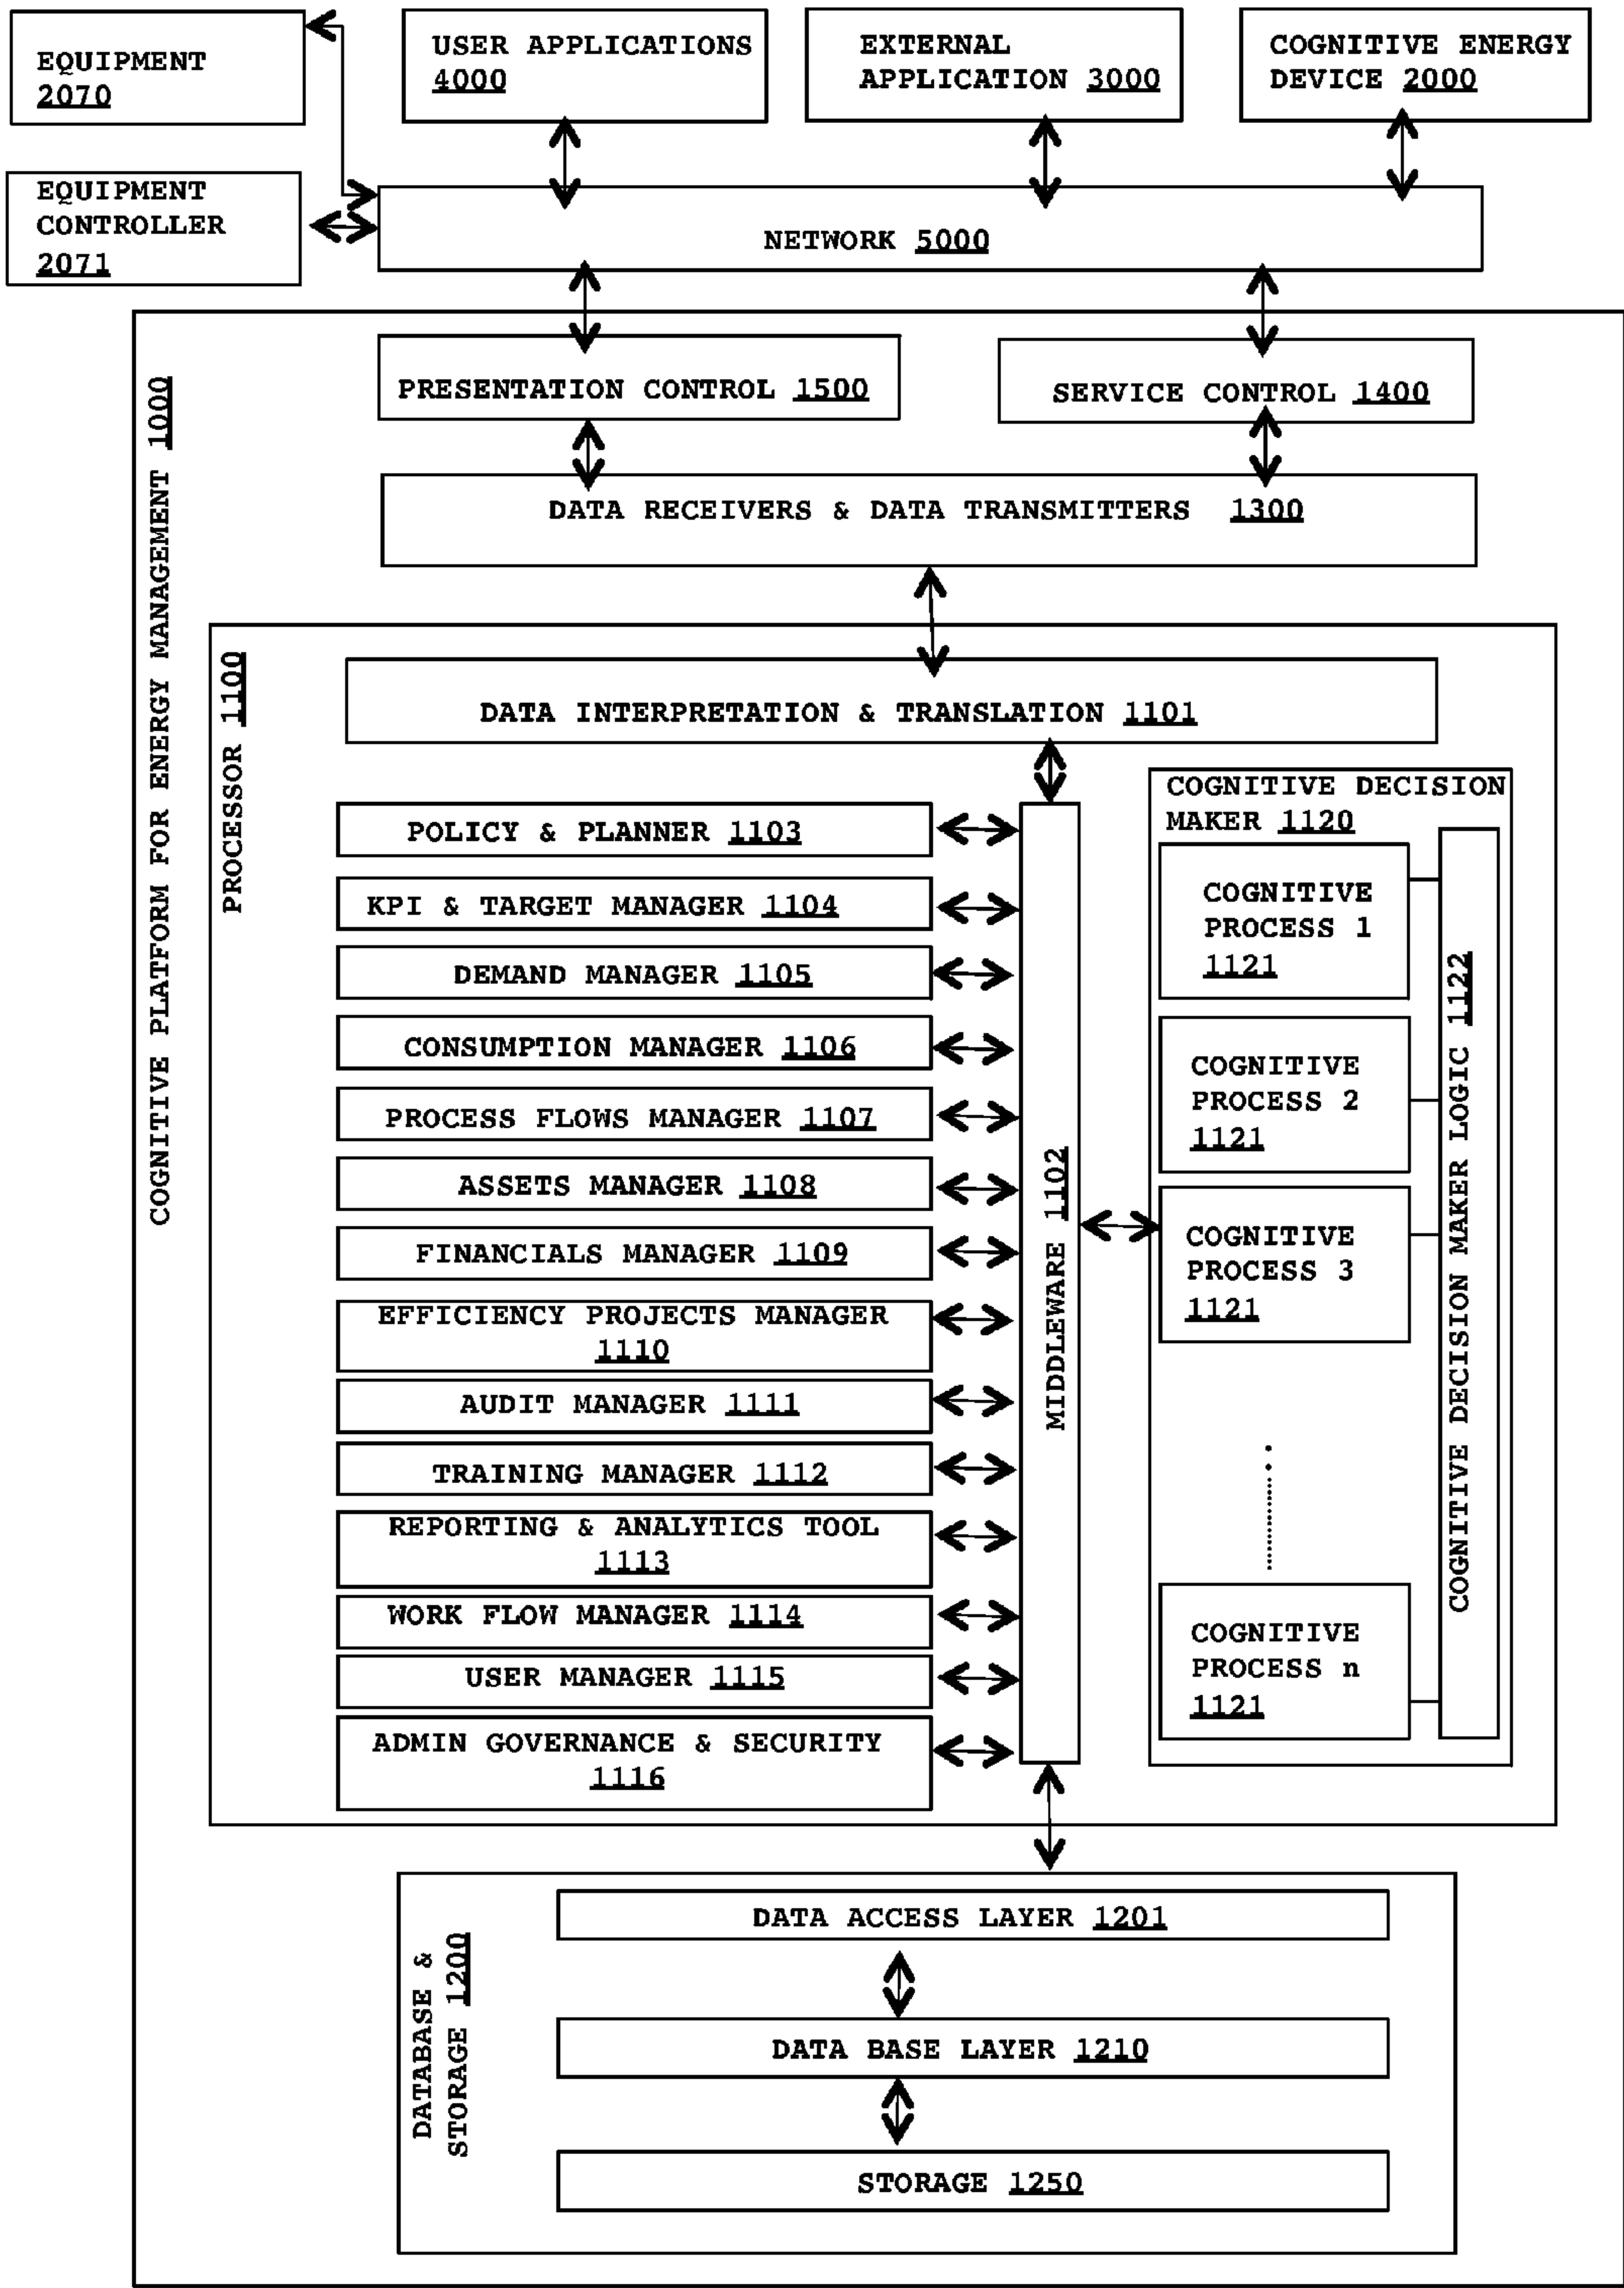 EQUIPMENT
2070
USER APPLICATIONS
4000
EXTERNAL
APPLICATION 3000
COGNITIVE ENERGY
DEVICE 2000
EQUIPMENT
CONTROLLER
2071
NETWORK 5000
COGNITIVE PLATFORM FOR ENERGY MANAGEMENT 1000
PRESENTATION CONTROL 1500
SERVICE CONTROL 1400
DATA RECEIVERS & DATA TRANSMITTERS 1300
PROCESSOR 1100
DATA INTERPRETATION & TRANSLATION 1101
POLICY & PLANNER 1103
KPI & TARGET MANAGER 1104
DEMAND MANAGER 1105
CONSUMPTION MANAGER 1106
PROCESS FLOWS MANAGER 1107
ASSETS MANAGER 1108
FINANCIALS MANAGER 1109
EFFICIENCY PROJECTS MANAGER
1110
AUDIT MANAGER 1111
TRAINING MANAGER 1112
REPORTING & ANALYTICS TOOL
1113
WORK FLOW MANAGER 1114
USER MANAGER 1115
ADMIN GOVERNANCE & SECURITY
1116
MIDDLEWARE 1102
COGNITIVE DECISION
MAKER 1120
COGNITIVE
PROCESS 1
1121
COGNITIVE
PROCESS 2
1121
COGNITIVE
PROCESS 3
1121
COGNITIVE
PROCESS n
1121
COGNITIVE DECISION MAKER LOGIC 1122
DATABASE &
STORAGE 1200
DATA ACCESS LAYER 1201
DATA BASE LAYER 1210
STORAGE 1250